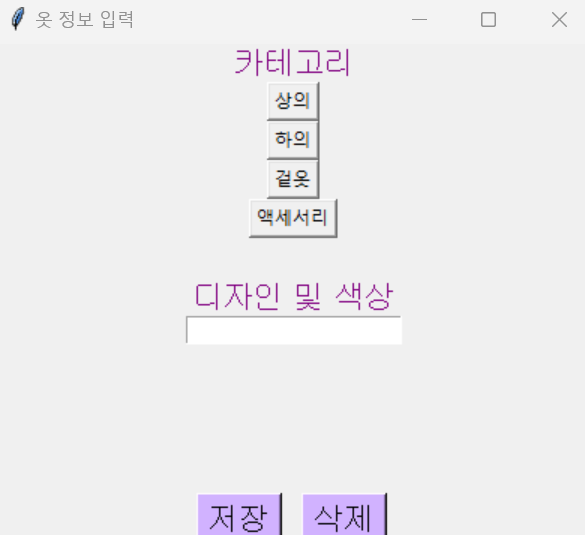 옷 정보 입력
카테고리
상의
하의
겉옷
액세서리
디자인 및 색상
저장 삭제